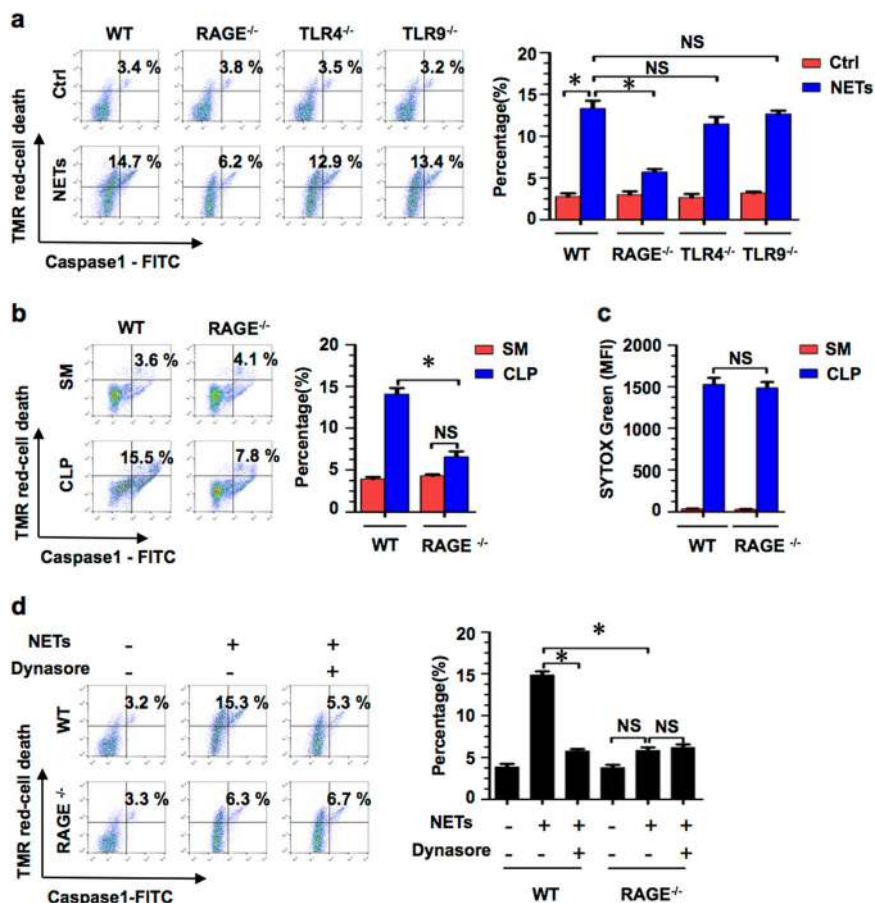 a
WT RAGE-/- TLR4-/- TLR9-/-
Ctrl
3.4 % 3.8 % 3.5 % 3.2 %
NETs
14.7 % 6.2 % 12.9 % 13.4 %
TMR red-cell death
Caspase1 - FITC
NS
NS
* *
Ctrl
NETs
Percentage(%)
20
15
10
5
0
WT RAGE-/- TLR4-/- TLR9-/-
b
WT RAGE-/-
SM
3.6 % 4.1 %
CLP
15.5 % 7.8 %
TMR red-cell death
Caspase1 - FITC
SM
CLP
*
NS
Percentage(%)
20
15
10
5
0
WT RAGE -/-
c
SM
CLP
NS
SYTOX Green (MFI)
2000
1500
1000
500
0
WT RAGE -/-
d
NETs - + +
Dynasore - - +
WT
3.2 % 15.3 % 5.3 %
RAGE -/-
3.3 % 6.3 % 6.7 %
TMR red-cell death
Caspase1-FITC
*
*
NS NS
Percentage(%)
20
15
10
5
0
NETs - + + - + +
Dynasore - - + - - +
WT RAGE-/-